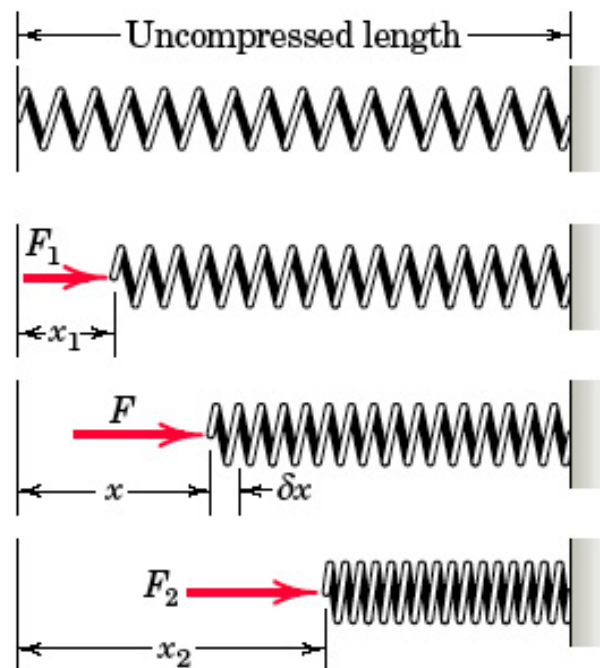 Uncompressed length
F₁
x₁
F
x
δx
F₂
x₂